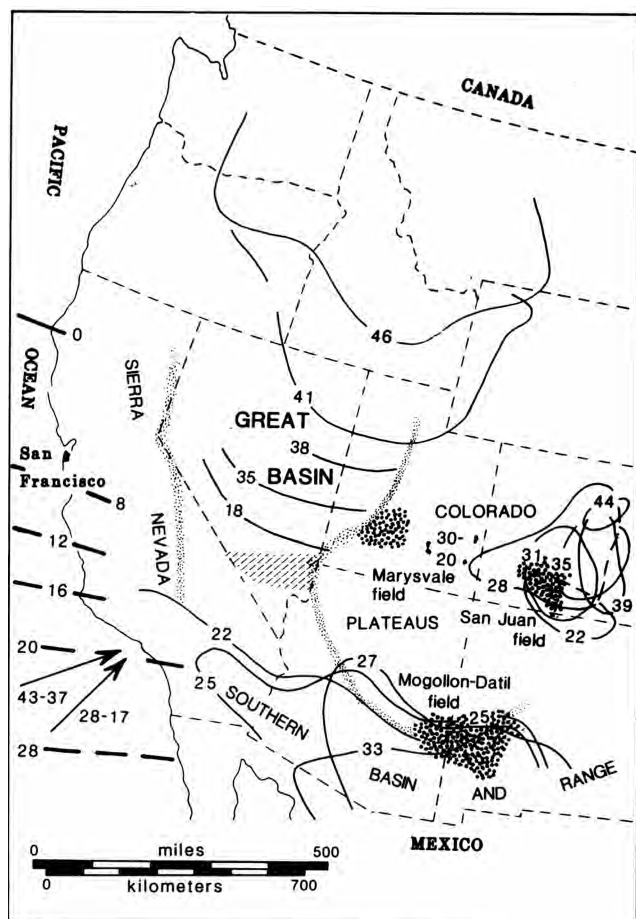 CANADA
PACIFIC
46
0
OCEAN
SIERRA
41
GREAT
38
BASIN
35
18
San
Francisco
8
NEVADA
12
16
COLORADO
44
30-
20
31
35
Marysvale
field
28
San Juan
field
39
22
PLATEAUS
22
20
27
Mogollon-Datil
field
43-37
28-17
25
SOUTHERN
25
28
33
BASIN
AND
RANGE
MEXICO
0 miles 500
0 kilometers 700